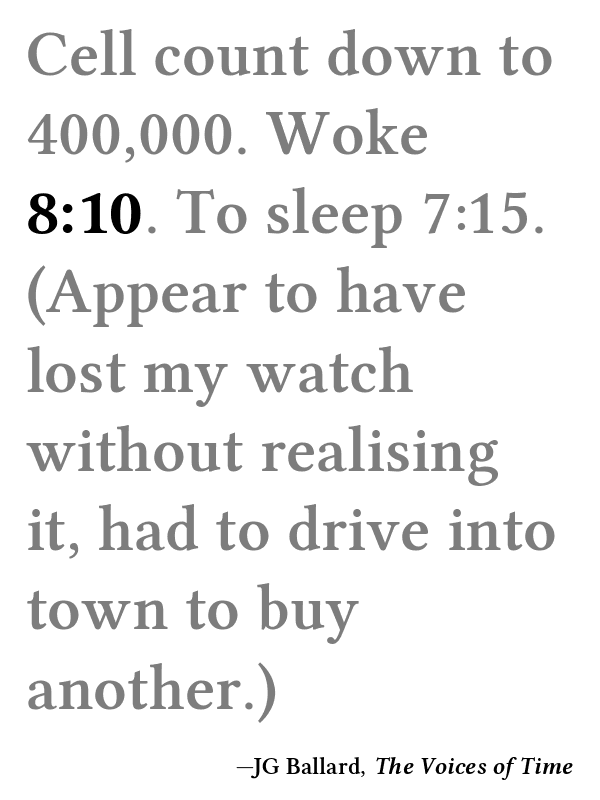 Cell count down to
400,000. Woke
8:10. To sleep 7:15.
(Appear to have
lost my watch
without realising
it, had to drive into
town to buy
another.)
—JG Ballard, The Voices of Time